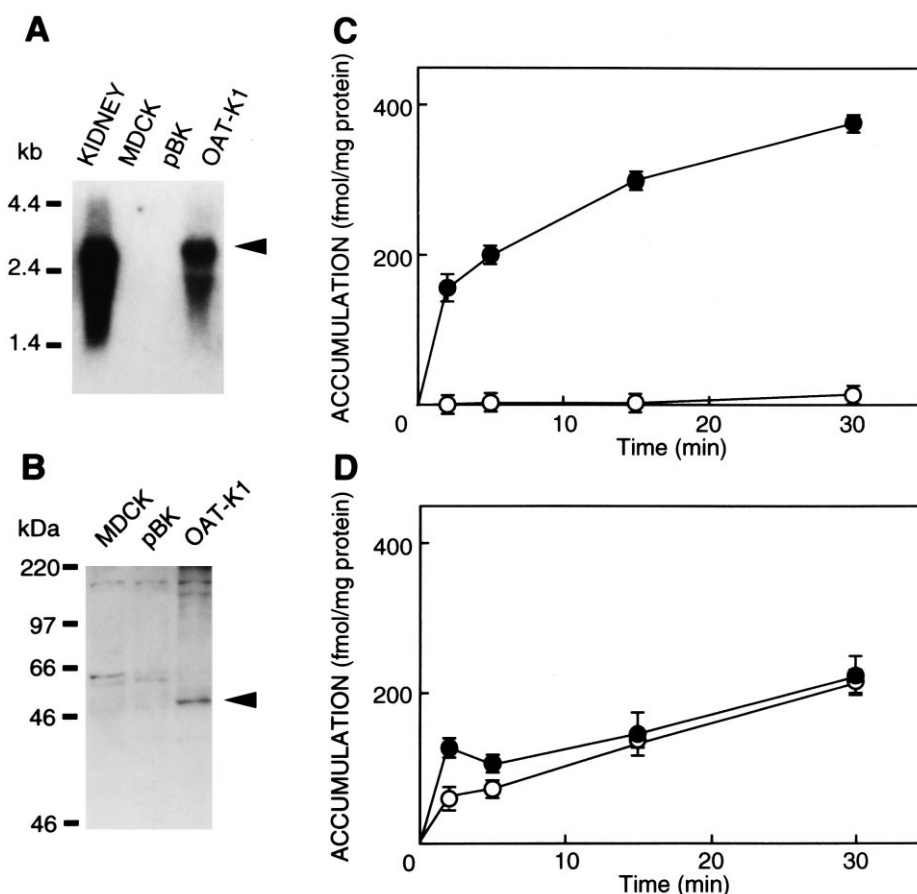 A
KIDNEY
MDCK
pBK
OAT-K1
kb
4.4
2.4
1.4
B
MDCK
pBK
OAT-K1
kDa
220
97
66
46
46
C
ACCUMULATION (fmol/mg protein)
400
200
0
10
20
30
Time (min)
D
ACCUMULATION (fmol/mg protein)
400
200
0
10
20
30
Time (min)